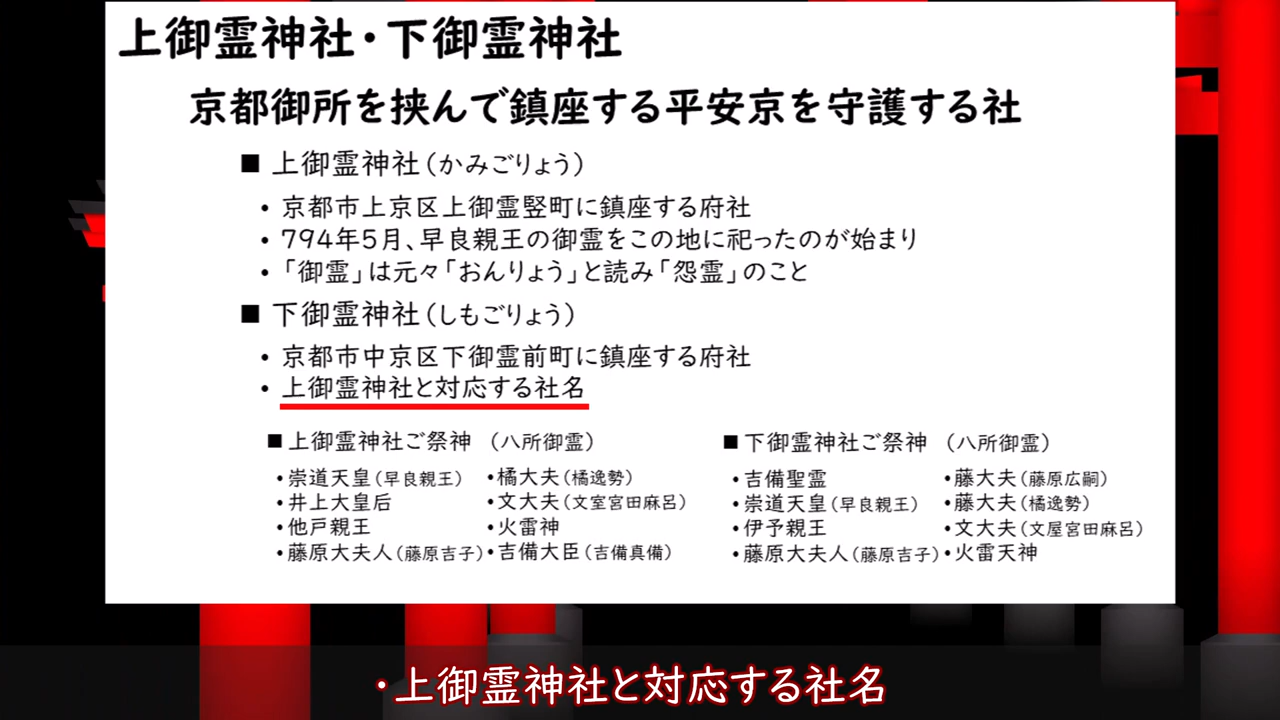 上御霊神社・下御霊神社
京都御所を挟んで鎮座する平安京を守護する社
■ 上御霊神社(かみごりょう)
• 京都市上京区上御霊竪町に鎮座する府社
• 794年5月、早良親王の御霊をこの地に祀ったのが始まり
• 「御霊」は元々「おんりょう」と読み「怨霊」のこと
■ 下御霊神社(しもごりょう)
• 京都市中京区下御霊前町に鎮座する府社
• 上御霊神社と対応する社名
■ 上御霊神社ご祭神 (八所御霊)
• 崇道天皇(早良親王)
• 井上大皇后
• 他戸親王
• 藤原大夫人(藤原吉子)
• 橘大夫(橘逸勢)
• 文大夫(文室宮田麻呂)
• 火雷神
• 吉備大臣(吉備真備)
■ 下御霊神社ご祭神 (八所御霊)
• 吉備聖霊
• 崇道天皇(早良親王)
• 伊予親王
• 藤原大夫人(藤原吉子)
• 藤大夫(藤原広嗣)
• 藤大夫(橘逸勢)
• 文大夫(文屋宮田麻呂)
• 火雷天神
・上御霊神社と対応する社名